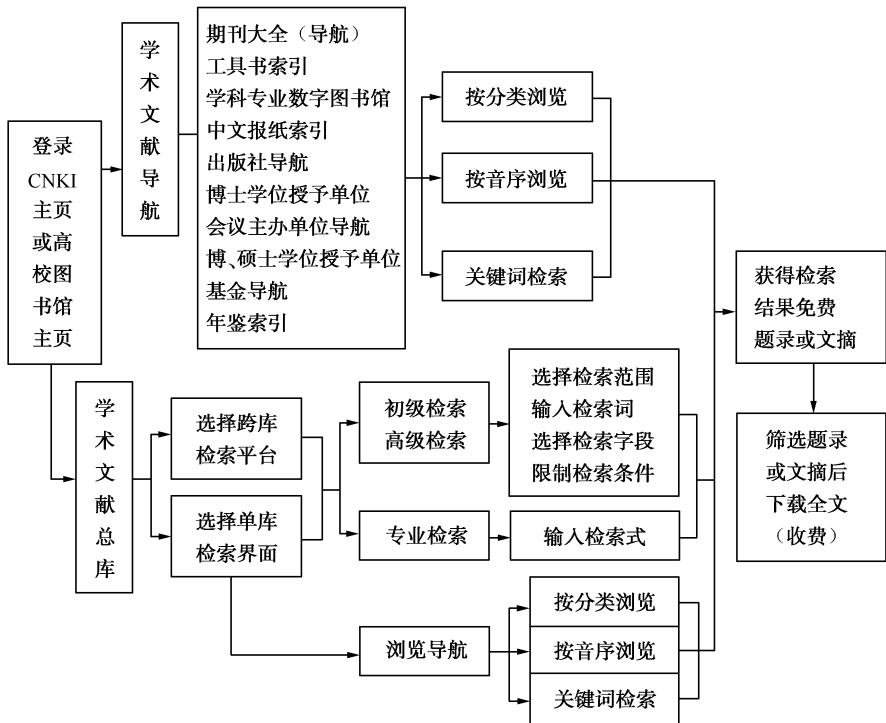 登录
CNKI
主页
或高
校图
书馆
主页
学
术
文
献
导
航
期刊大全（导航）
工具书索引
学科专业数字图书馆
中文报纸索引
出版社导航
博士学位授予单位
会议主办单位导航
博、硕士学位授予单位
基金导航
年鉴索引
按分类浏览
按音序浏览
关键词检索
学
术
文
献
总
库
选择跨库
检索平台
选择单库
检索界面
初级检索
高级检索
专业检索
选择检索范围
输入检索词
选择检索字段
限制检索条件
输入检索式
浏览导航
按分类浏览
按音序浏览
关键词检索
获得检索
结果免费
题录或文摘
筛选题录
或文摘后
下载全文
（收费）